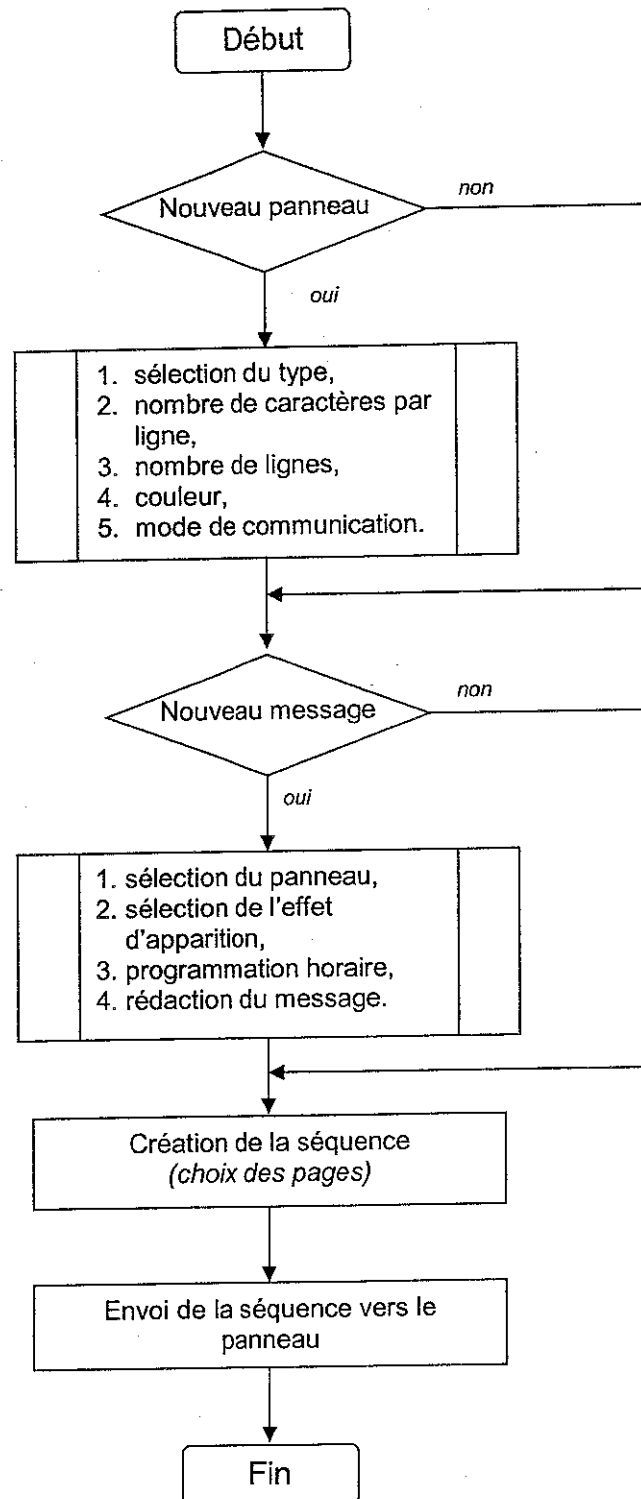 Début
Nouveau panneau
non
oui
1. sélection du type,
2. nombre de caractères par
ligne,
3. nombre de lignes,
4. couleur,
5. mode de communication.
Nouveau message
non
oui
1. sélection du panneau,
2. sélection de l'effet
d'apparition,
3. programmation horaire,
4. rédaction du message.
Création de la séquence
(choix des pages)
Envoi de la séquence vers le
panneau
Fin